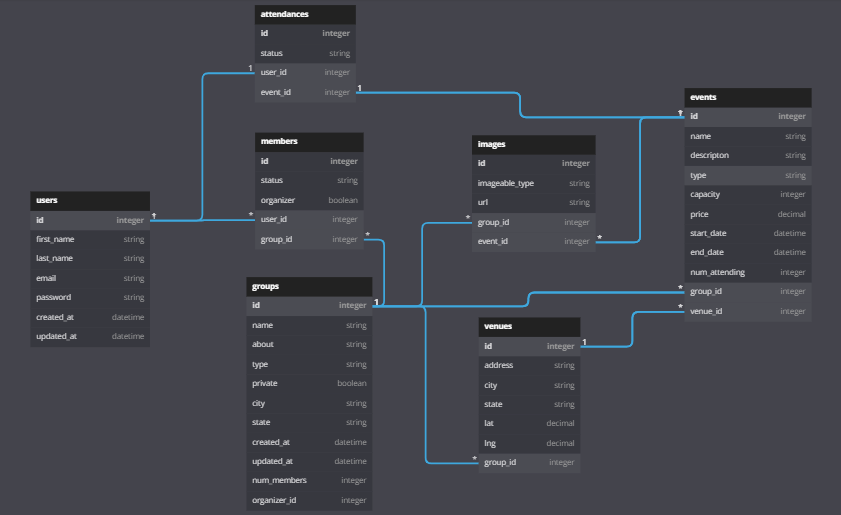 attendances
id integer
status string
user_id integer
event_id integer
1
1
members
id integer
status string
organizer boolean
user_id integer
group_id integer
*
*
users
id integer
first_name string
last_name string
email string
password string
created_at datetime
updated_at datetime
groups
id integer
name string
about string
type string
private boolean
city string
state string
created_at datetime
updated_at datetime
num_members integer
organizer_id integer
1
images
id integer
imageable_type string
url string
group_id integer
event_id integer
*
*
venues
id integer
address string
city string
state string
lat decimal
lng decimal
group_id integer
1
*
events
id integer
name string
descripton string
type string
capacity integer
price decimal
start_date datetime
end_date datetime
num_attending integer
group_id integer
venue_id integer
*
*